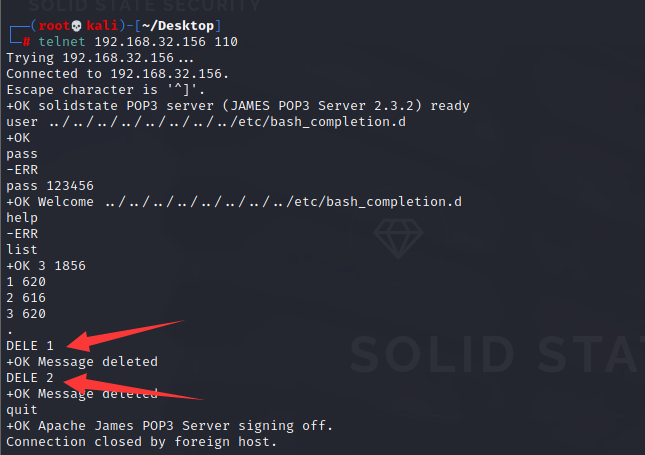 SOLID STATE SECURITY
┌──(root💀kali)-[~/Desktop]
└─# telnet 192.168.32.156 110
Trying 192.168.32.156...
Connected to 192.168.32.156.
Escape character is '^]'.
+OK solidstate POP3 server (JAMES POP3 Server 2.3.2) ready
user ../../../../../../../../etc/bash_completion.d
+OK
pass
-ERR
pass 123456
+OK Welcome ../../../../../../../../etc/bash_completion.d
help
-ERR
list
+OK 3 1856
1 620
2 616
3 620
.
DELE 1
+OK Message deleted
DELE 2
+OK Message deleted
quit
+OK Apache James POP3 Server signing off.
Connection closed by foreign host.
SOLID STAT